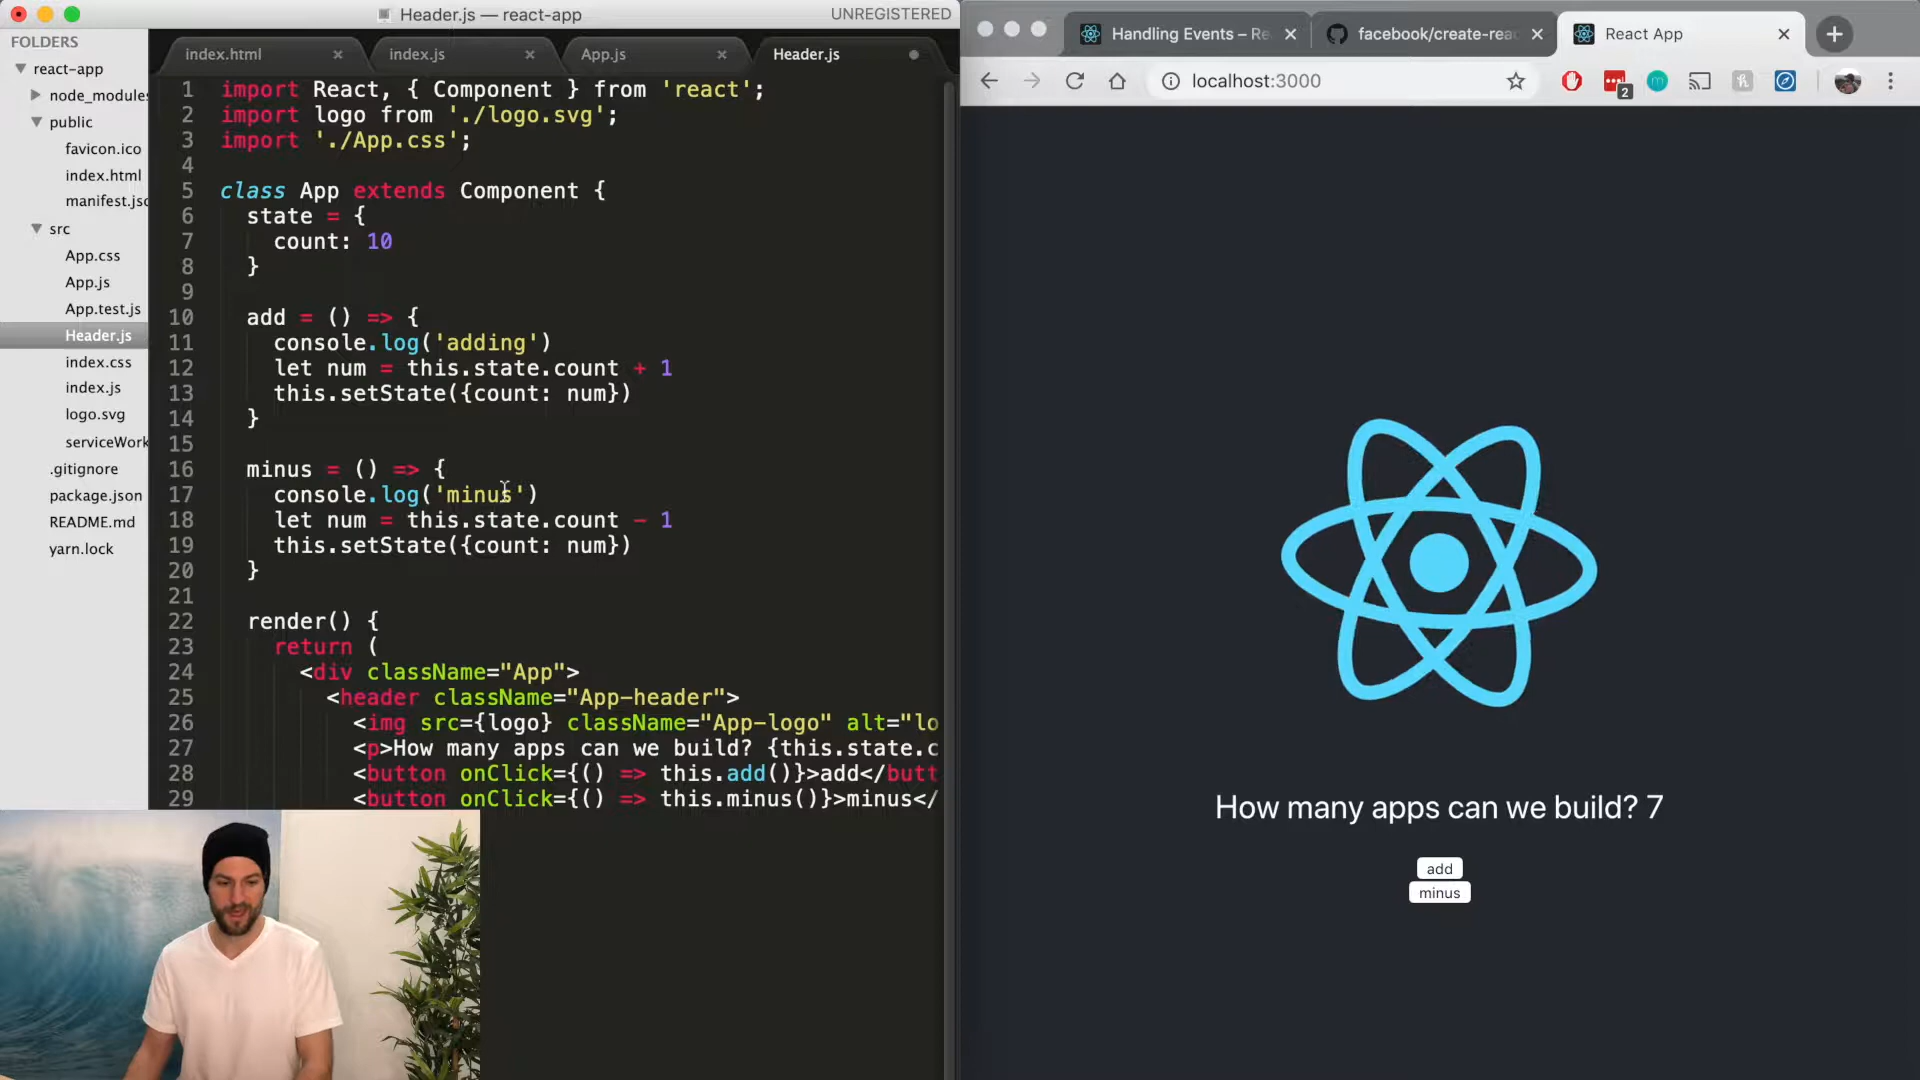 Header.js — react-app
UNREGISTERED
FOLDERS
react-app
node_modules
public
favicon.ico
index.html
manifest.jso
src
App.css
App.js
App.test.js
Header.js
index.css
index.js
logo.svg
serviceWork
.gitignore
package.json
README.md
yarn.lock
index.html
index.js
App.js
Header.js
1 import React, { Component } from 'react';
2 import logo from './logo.svg';
3 import './App.css';
4
5 class App extends Component {
6 state = {
7 count: 10
8 }
9
10 add = () => {
11 console.log('adding')
12 let num = this.state.count + 1
13 this.setState({count: num})
14 }
15
16 minus = () => {
17 console.log('minus')
18 let num = this.state.count - 1
19 this.setState({count: num})
20 }
21
22 render() {
23 return (
24 <div className="App">
25 <header className="App-header">
26 <img src={logo} className="App-logo" alt="lo
27 <p>How many apps can we build? {this.state.c
28 <button onClick={() => this.add()}>add</butt
29 <button onClick={() => this.minus()}>minus</
Handling Events – Re
facebook/create-reac
React App
localhost:3000
2
How many apps can we build? 7
add
minus